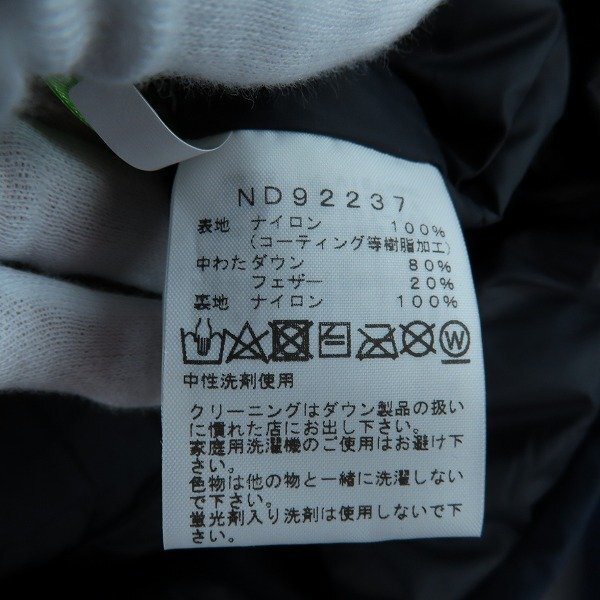 ND92237
表地 ナイロン 100%
(コーティング等樹脂加工)
中わた ダウン 80%
フェザー 20%
裏地 ナイロン 100%
W
中性洗剤使用
クリーニングはダウン製品の扱い
に慣れた店にお出し下さい。
家庭用洗濯機のご使用はお避け下
さい。
色物は他の物と一緒に洗濯しない
で下さい。
蛍光剤入り洗剤は使用しないで下
さい。